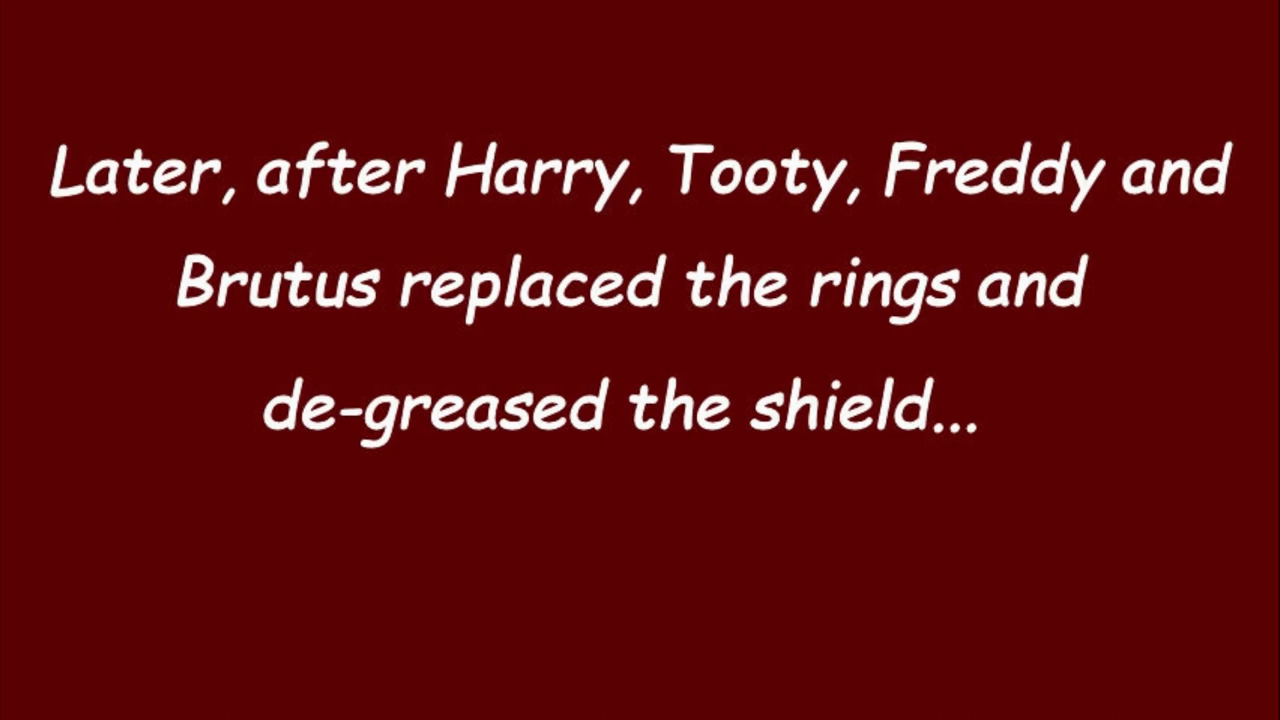 Later, after Harry, Tooty, Freddy and
Brutus replaced the rings and
de-greased the shield...